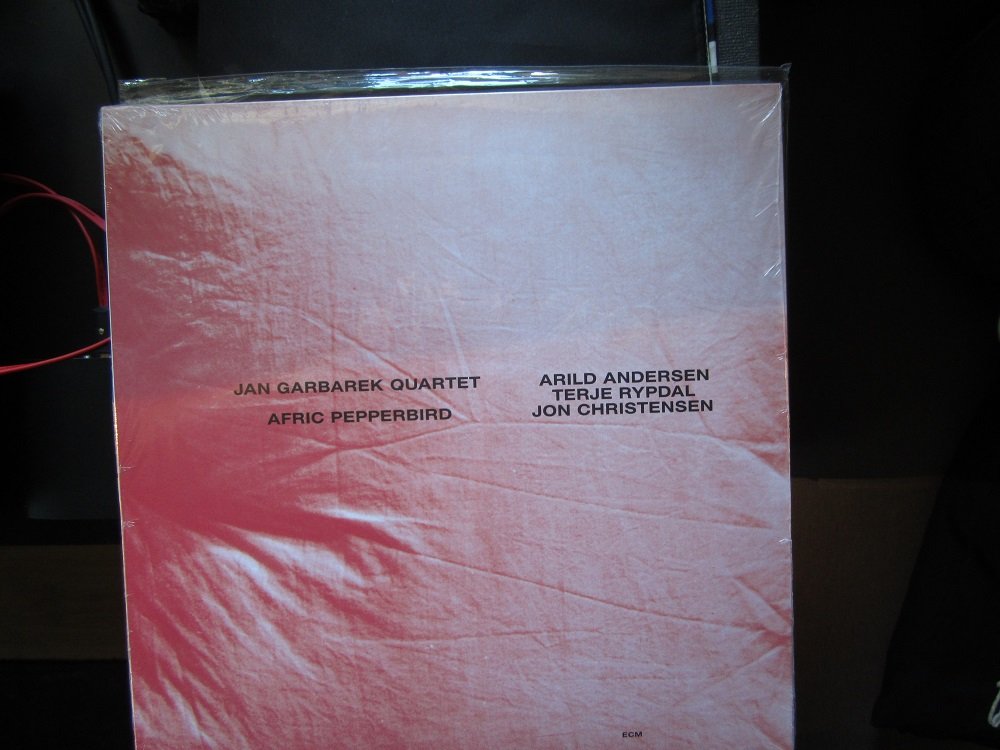 JAN GARBAREK QUARTET
AFRIC PEPPERBIRD
ARILD ANDERSEN
TERJE RYPDAL
JON CHRISTENSEN
ECM